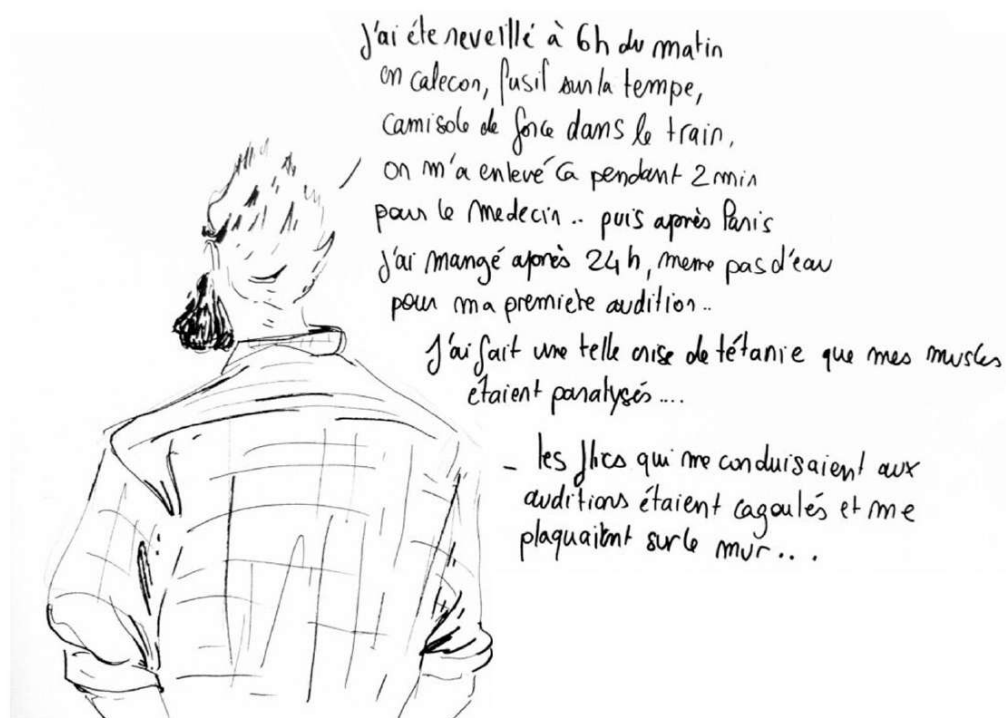 J'ai éte reveillé à 6h du matin
en calecon, fusil sur la tempe,
camisole de force dans le train,
on m'a enlevé ça pendant 2 min
pour le medecin.. puis après Paris
J'ai mangé après 24h, meme pas d'eau
pour ma premiere audition..
J'ai fait une telle crise de tétanie que mes muscles
étaient paralysés....
- les flics qui me conduisaient aux
auditions étaient cagoulés et me
plaquaient sur le mur...